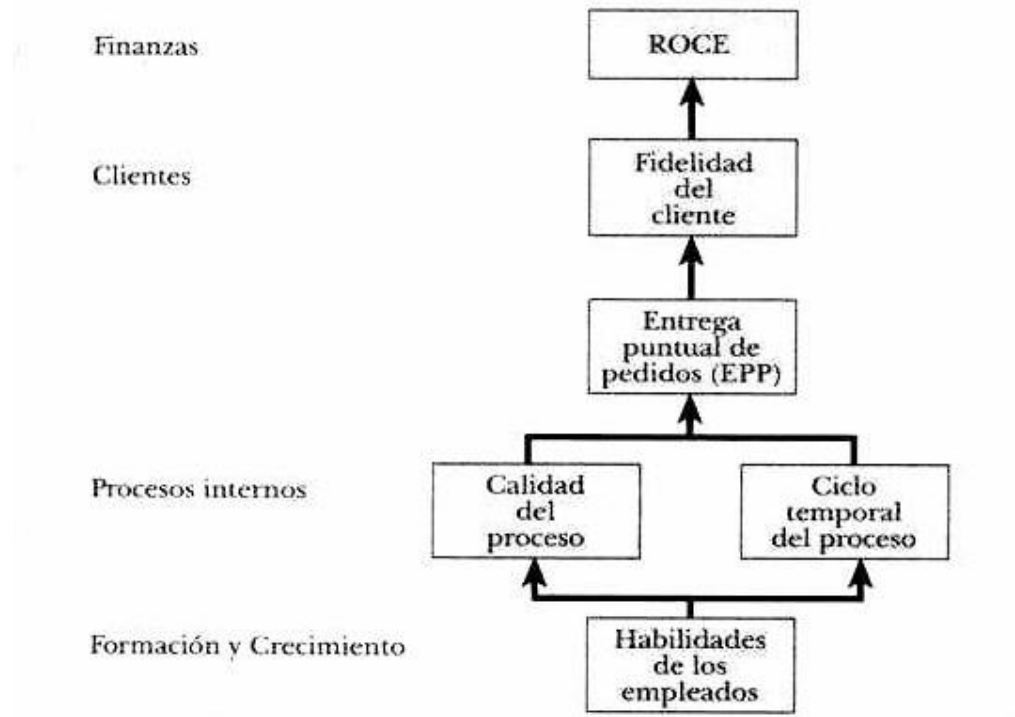 Finanzas
ROCE
Clientes
Fidelidad
del
cliente
Entrega
puntual de
pedidos (EPP)
Procesos internos
Calidad
del
proceso
Ciclo
temporal
del proceso
Formación y Crecimiento
Habilidades
de los
empleados